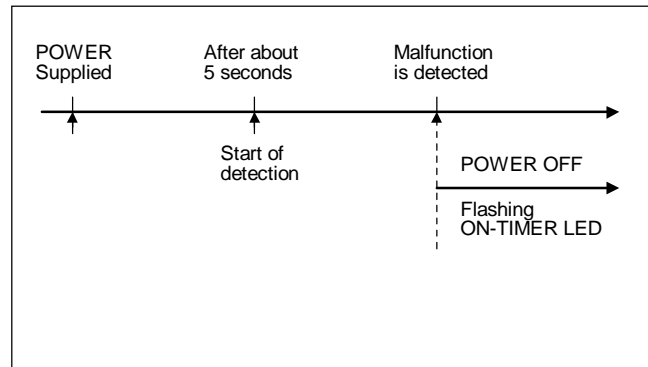 POWER
Supplied
After about
5 seconds
Malfunction
is detected
Start of
detection
POWER OFF
Flashing
ON-TIMER LED